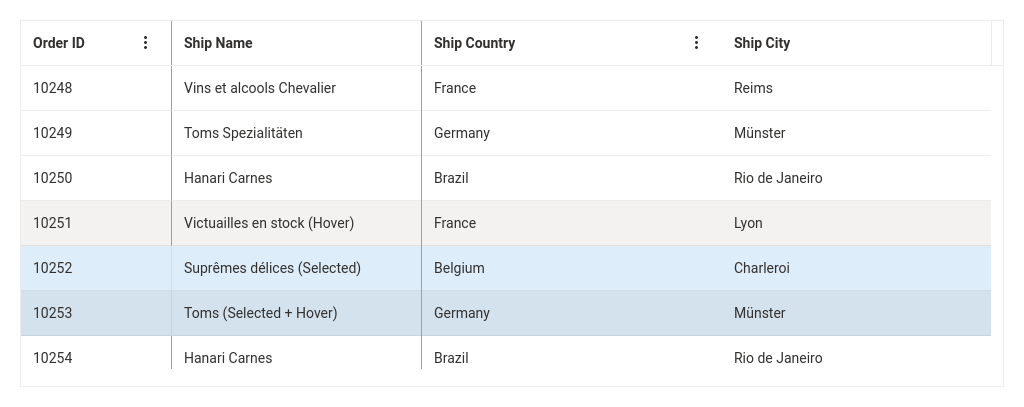 Order ID Ship Name Ship Country Ship City
10248 Vins et alcools Chevalier France Reims
10249 Toms Spezialitäten Germany Münster
10250 Hanari Carnes Brazil Rio de Janeiro
10251 Victuailles en stock (Hover) France Lyon
10252 Suprêmes délices (Selected) Belgium Charleroi
10253 Toms (Selected + Hover) Germany Münster
10254 Hanari Carnes Brazil Rio de Janeiro